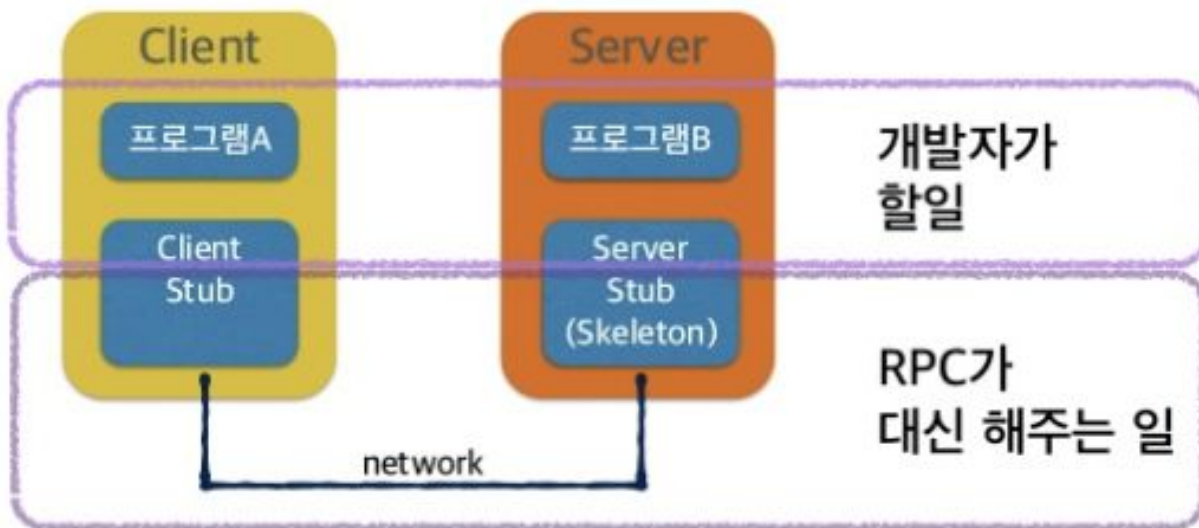 Client
Server
프로그램A
프로그램B
개발자가
할일
Client
Stub
Server
Stub
(Skeleton)
RPC가
대신 해주는 일
network